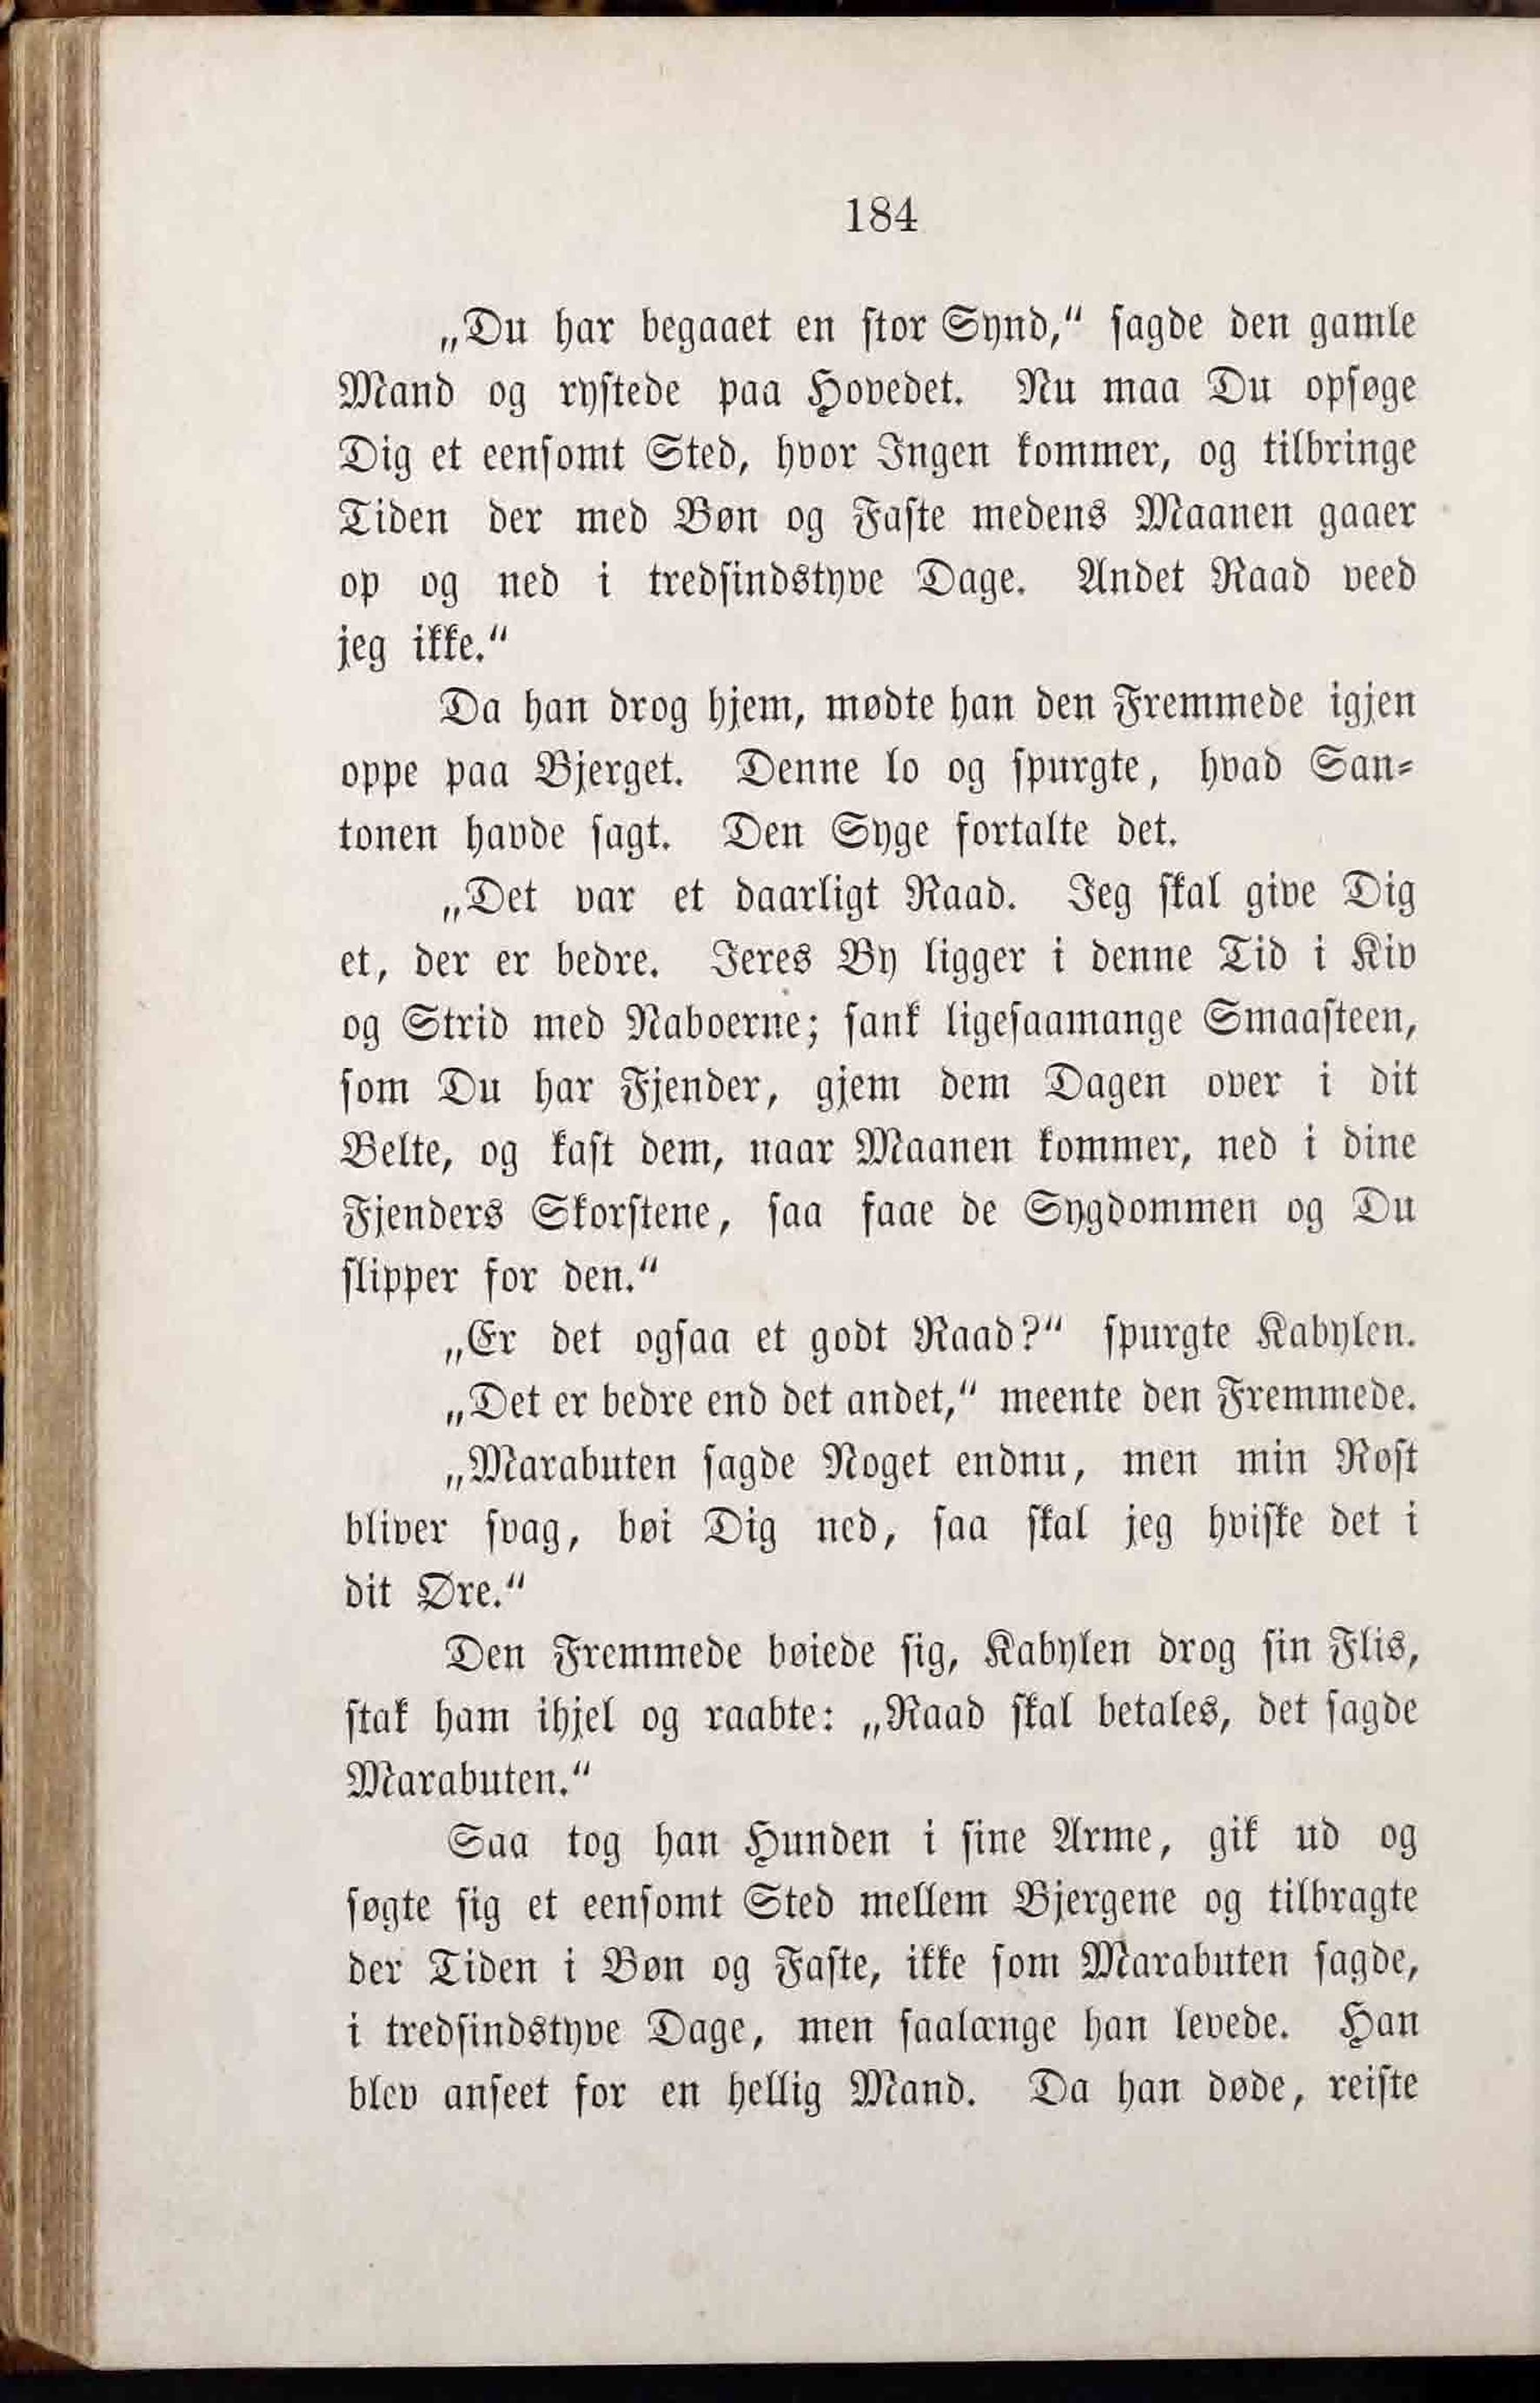 184
„Du har begaaet en stor Synd,“ sagde den gamle
Mand og rystede paa Hovedet. Nu maa Du opsøge
Dig et eensomt Sted, hvor Ingen kommer, og tilbringe
Tiden der med Bøn og Faste medens Maanen gaaer
op og ned i tredsindstyve Dage. Andet Raad veed
jeg ikke.“
Da han drog hjem, mødte han den Fremmede igjen
oppe paa Bjerget. Denne lo og spurgte, hvad San-
tonen havde sagt. Den Syge fortalte det.
„Det var et daarligt Raad. Jeg skal give Dig
et, der er bedre. Jeres By ligger i denne Tid i Kiv
og Strid med Naboerne; sank ligesaamange Smaasteen,
som Du har Fjender, gjem dem Dagen over i dit
Belte, og kast dem, naar Maanen kommer, ned i dine
Fjenders Skorstene, saa faae de Sygdommen og Du
slipper for den.“
„Er det ogsaa et godt Raad?“ spurgte Kabylen.
„Det er bedre end det andet,“ meente den Fremmede.
„Marabuten sagde Noget endnu, men min Røst
bliver svag, bøi Dig ned, saa skal jeg hviske det i
dit Øre.“
Den Fremmede bøiede sig, Kabylen drog sin Flis,
stak ham ihjel og raabte: „Raad skal betales, det sagde
Marabuten.“
Saa tog han Hunden i sine Arme, gik ud og
søgte sig et eensomt Sted mellem Bjergene og tilbragte
der Tiden i Bøn og Faste, ikke som Marabuten sagde,
i tredsindstyve Dage, men saalænge han levede. Han
blev anseet for en hellig Mand. Da han døde, reiste